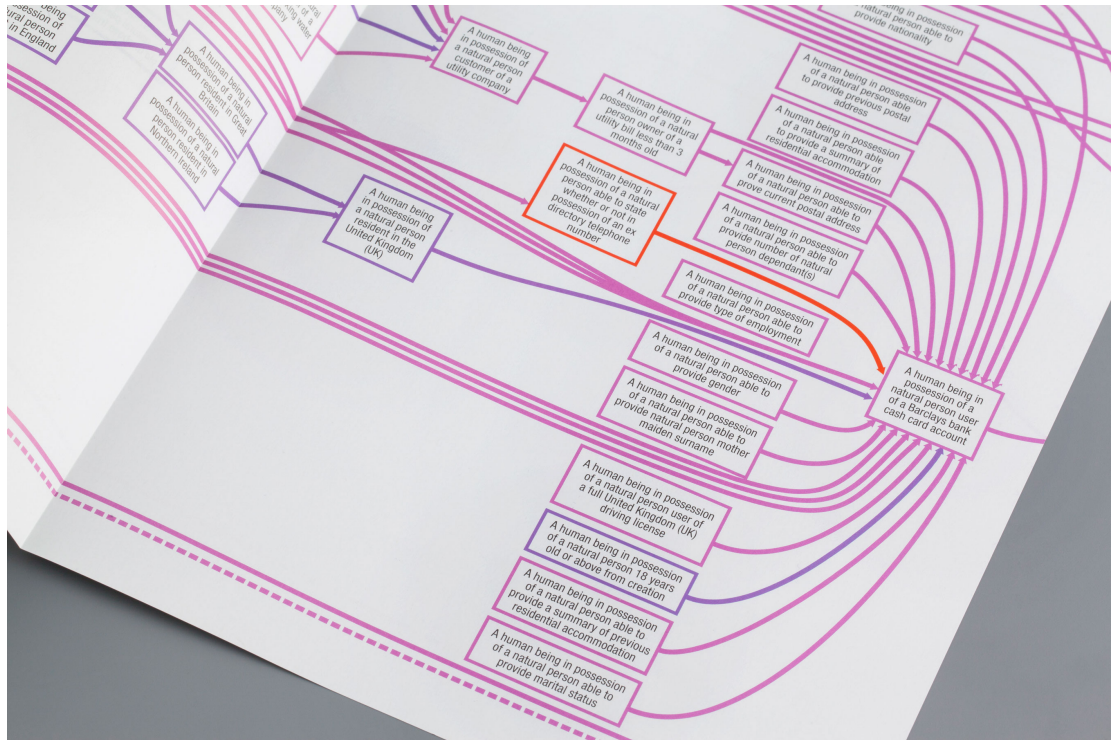 being
possession of
natural person
in England
of a
water
A human being in
possession of a natural
person resident in Great
Britain
A human being in
possession of a natural
person resident in
Northern Ireland
A human being
in possession of
a natural person
customer of a
utility company
A human being in
possession of a natural
person owner of a
utility bill less than 3
months old
A human being
in possession of
a natural person
resident in the
United Kingdom
(UK)
A human being in
possession of a natural
person able to state
whether or not in
possession of an ex
directory telephone
number
A human being in possession
natural person able to
provide nationality
A human being in possession
of a natural person able
to provide previous postal
address
A human being in possession
of a natural person able
to provide a summary of
residential accommodation
A human being in possession
of a natural person able to
prove current postal address
A human being in possession
of a natural person able to
provide number of natural
person dependant(s)
A human being in possession
of a natural person able to
provide type of employment
A human being in possession
of a natural person able to
provide gender
A human being in possession
of a natural person able to
provide natural person mother
maiden surname
A human being in
possession of a
natural person user
of a Barclays bank
cash card account
A human being in possession
of a natural person user of
a full United Kingdom (UK)
driving license
A human being in possession
of a natural person 18 years
old or above from creation
A human being in possession
of a natural person able to
provide a summary of previous
residential accommodation
A human being in possession
of a natural person able to
provide marital status